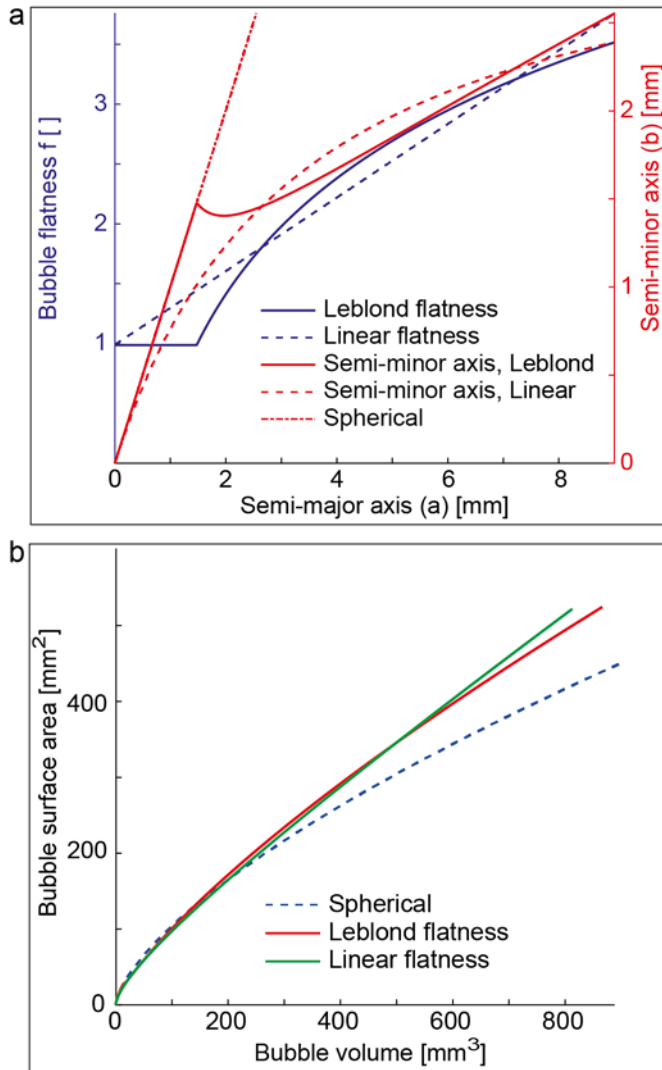 a
Bubble flatness f [ ]
3
2
1
2
1
0
Semi-minor axis (b) [mm]
Leblond flatness
Linear flatness
Semi-minor axis, Leblond
Semi-minor axis, Linear
Spherical
0 2 4 6 8
Semi-major axis (a) [mm]
b
Bubble surface area [mm²]
400
200
0
Spherical
Leblond flatness
Linear flatness
0 200 400 600 800
Bubble volume [mm³]